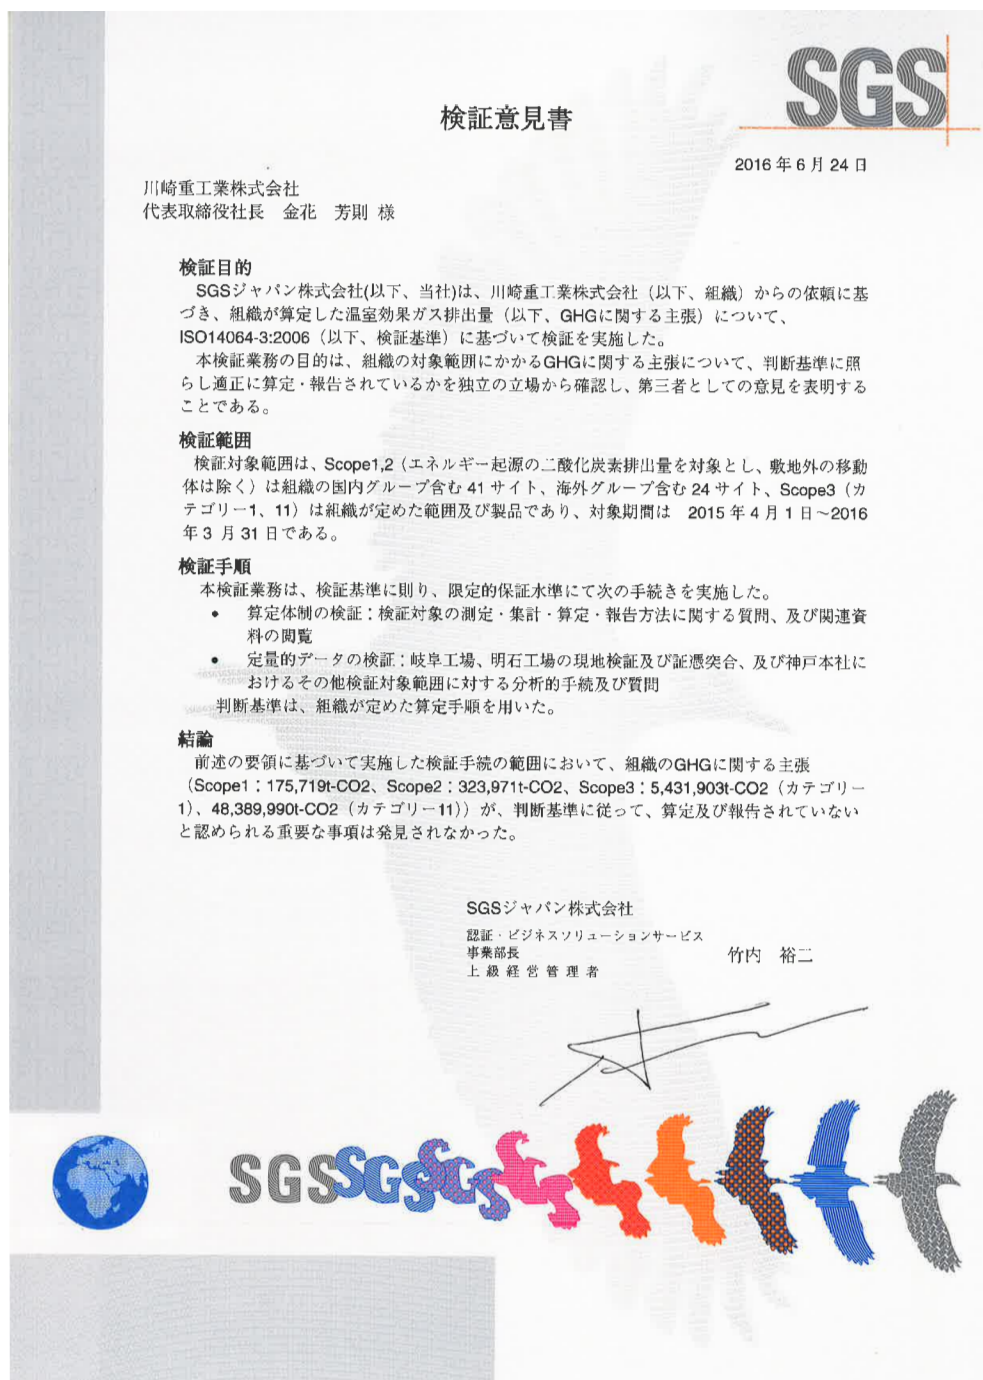 SGS
検証意見書
2016 年 6 月 24 日
川崎重工業株式会社
代表取締役社長　金花　芳則 様
検証目的
SGSジャパン株式会社(以下、当社)は、川崎重工業株式会社（以下、組織）からの依頼に基
づき、組織が算定した温室効果ガス排出量（以下、GHGに関する主張）について、
ISO14064-3:2006（以下、検証基準）に基づいて検証を実施した。
本検証業務の目的は、組織の対象範囲にかかるGHGに関する主張について、判断基準に照
らし適正に算定・報告されているかを独立の立場から確認し、第三者としての意見を表明する
ことである。
検証範囲
検証対象範囲は、Scope1,2（エネルギー起源の二酸化炭素排出量を対象とし、敷地外の移動
体は除く）は組織の国内グループ含む 41 サイト、海外グループ含む 24 サイト、Scope3（カ
テゴリー1、11）は組織が定めた範囲及び製品であり、対象期間は　2015 年 4 月 1 日～2016
年 3 月 31 日である。
検証手順
本検証業務は、検証基準に則り、限定的保証水準にて次の手続きを実施した。
• 算定体制の検証：検証対象の測定・集計・算定・報告方法に関する質問、及び関連資
料の閲覧
• 定量的データの検証：岐阜工場、明石工場の現地検証及び証憑突合、及び神戸本社に
おけるその他検証対象範囲に対する分析的手続及び質問
判断基準は、組織が定めた算定手順を用いた。
結論
前述の要領に基づいて実施した検証手続の範囲において、組織のGHGに関する主張
（Scope1：175,719t-CO2、Scope2：323,971t-CO2、Scope3：5,431,903t-CO2（カテゴリー
1）、48,389,990t-CO2（カテゴリー11））が、判断基準に従って、算定及び報告されていない
と認められる重要な事項は発見されなかった。
SGSジャパン株式会社
認証・ビジネスソリューションサービス
事業部長
上級経営管理者
竹内　裕二
SGS SGS SGS